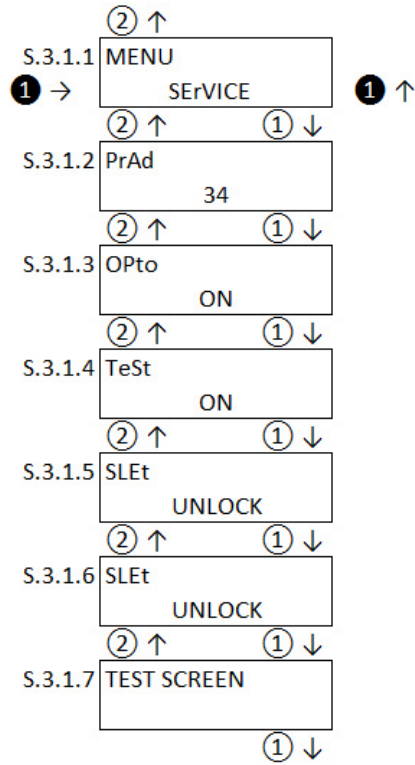 ② ↑
S.3.1.1 MENU
❶ → SErVICE ❶ ↑
② ↑ ① ↓
S.3.1.2 PrAd
34
② ↑ ① ↓
S.3.1.3 OPto
ON
② ↑ ① ↓
S.3.1.4 TeSt
ON
② ↑ ① ↓
S.3.1.5 SLEt
UNLOCK
② ↑ ① ↓
S.3.1.6 SLEt
UNLOCK
② ↑ ① ↓
S.3.1.7 TEST SCREEN
① ↓